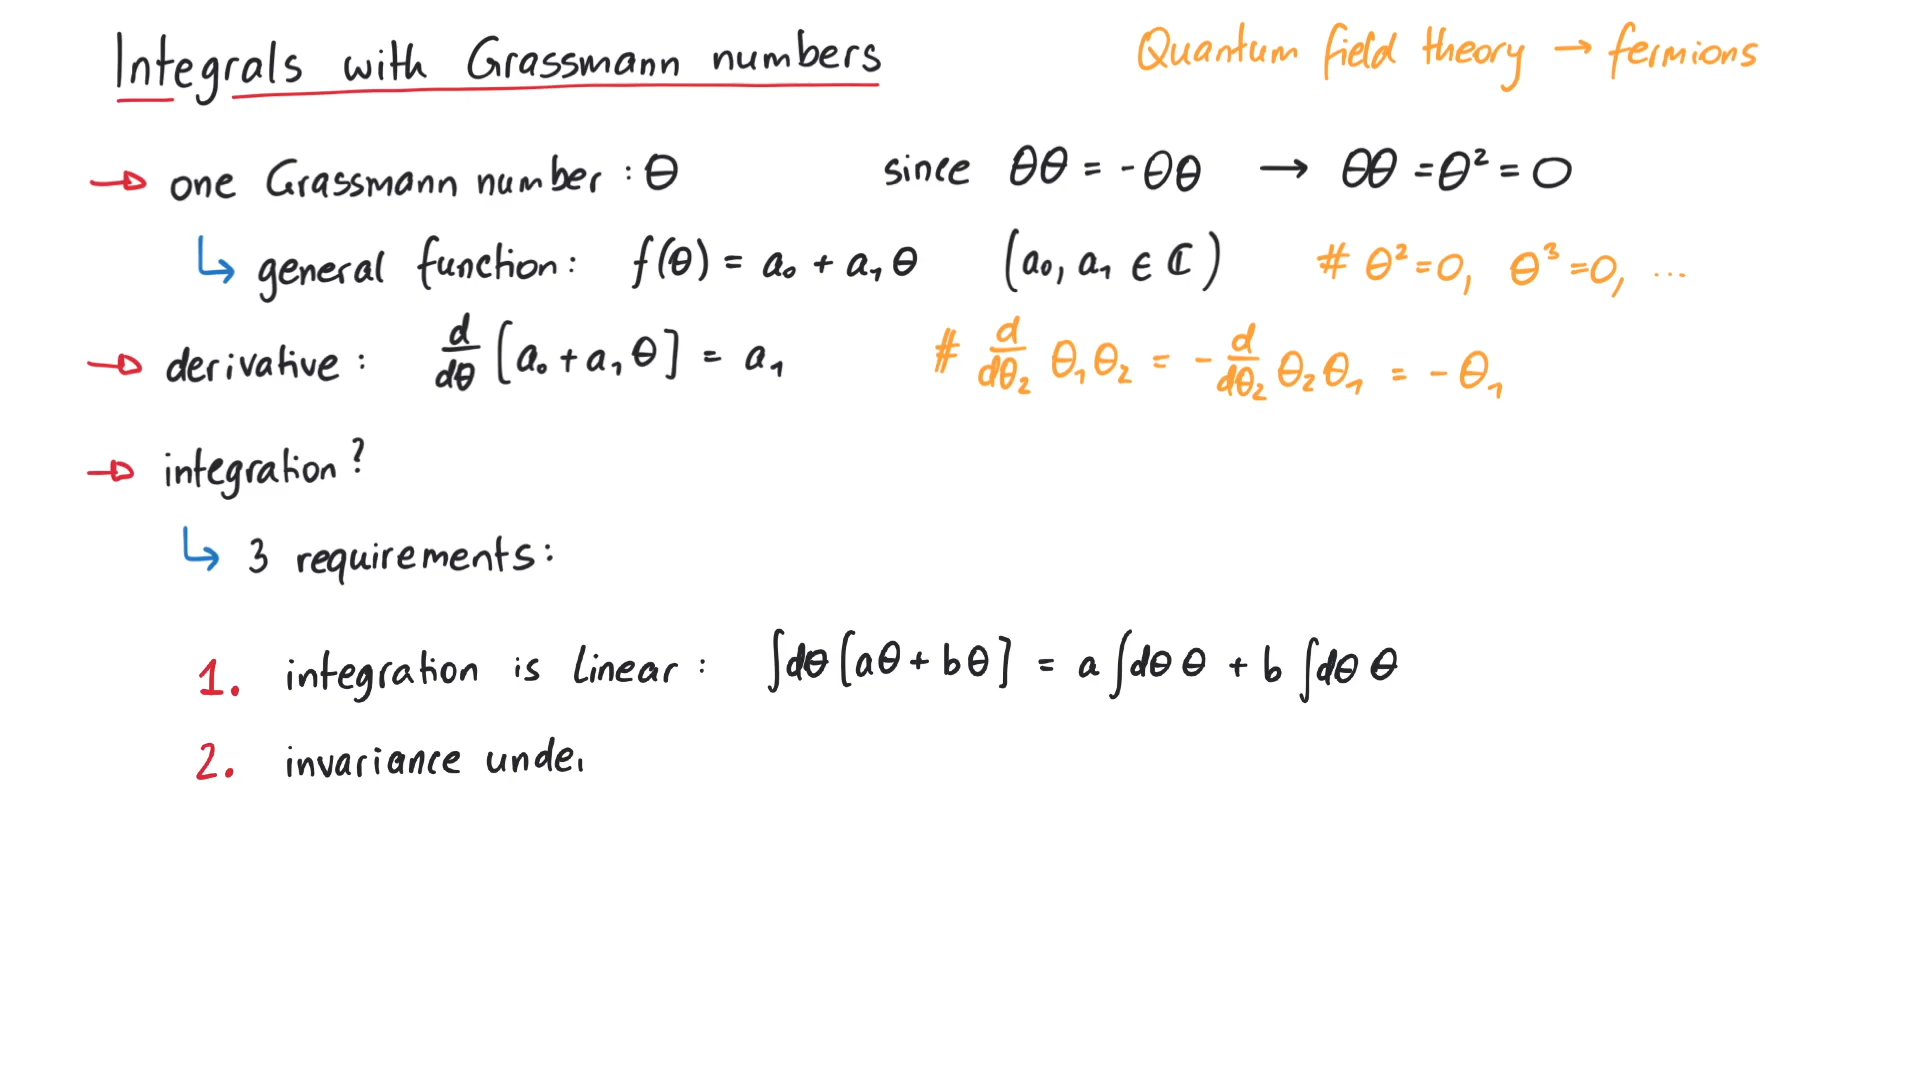 Integrals with Grassmann numbers
Quantum field theory → fermions
one Grassmann number : θ since θθ = -θθ → θθ = θ² = 0
general function: f(θ) = a₀ + a₁θ (a₀, a₁ ∈ ℂ) # θ² = 0, θ³ = 0, ...
derivative : d/dθ [a₀ + a₁θ] = a₁ # d/dθ₂ θ₁θ₂ = - d/dθ₂ θ₂θ₁ = - θ₁
integration ?
3 requirements:
1. integration is linear : ∫dθ [aθ + bθ] = a ∫dθ θ + b ∫dθ θ
2. invariance unde